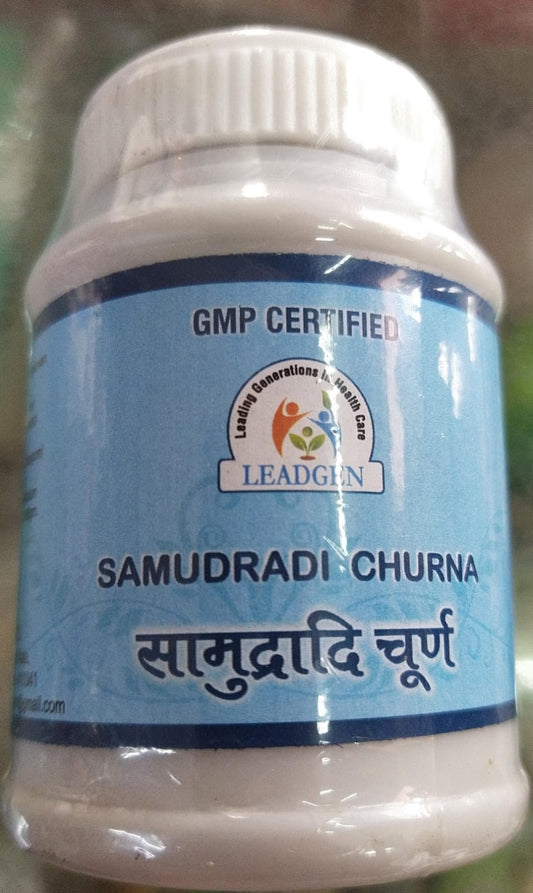 GMP CERTIFIED
Leading Generations in Health Care
LEADGEN
SAMUDRADI CHURNA
सामुद्रादि चूर्ण